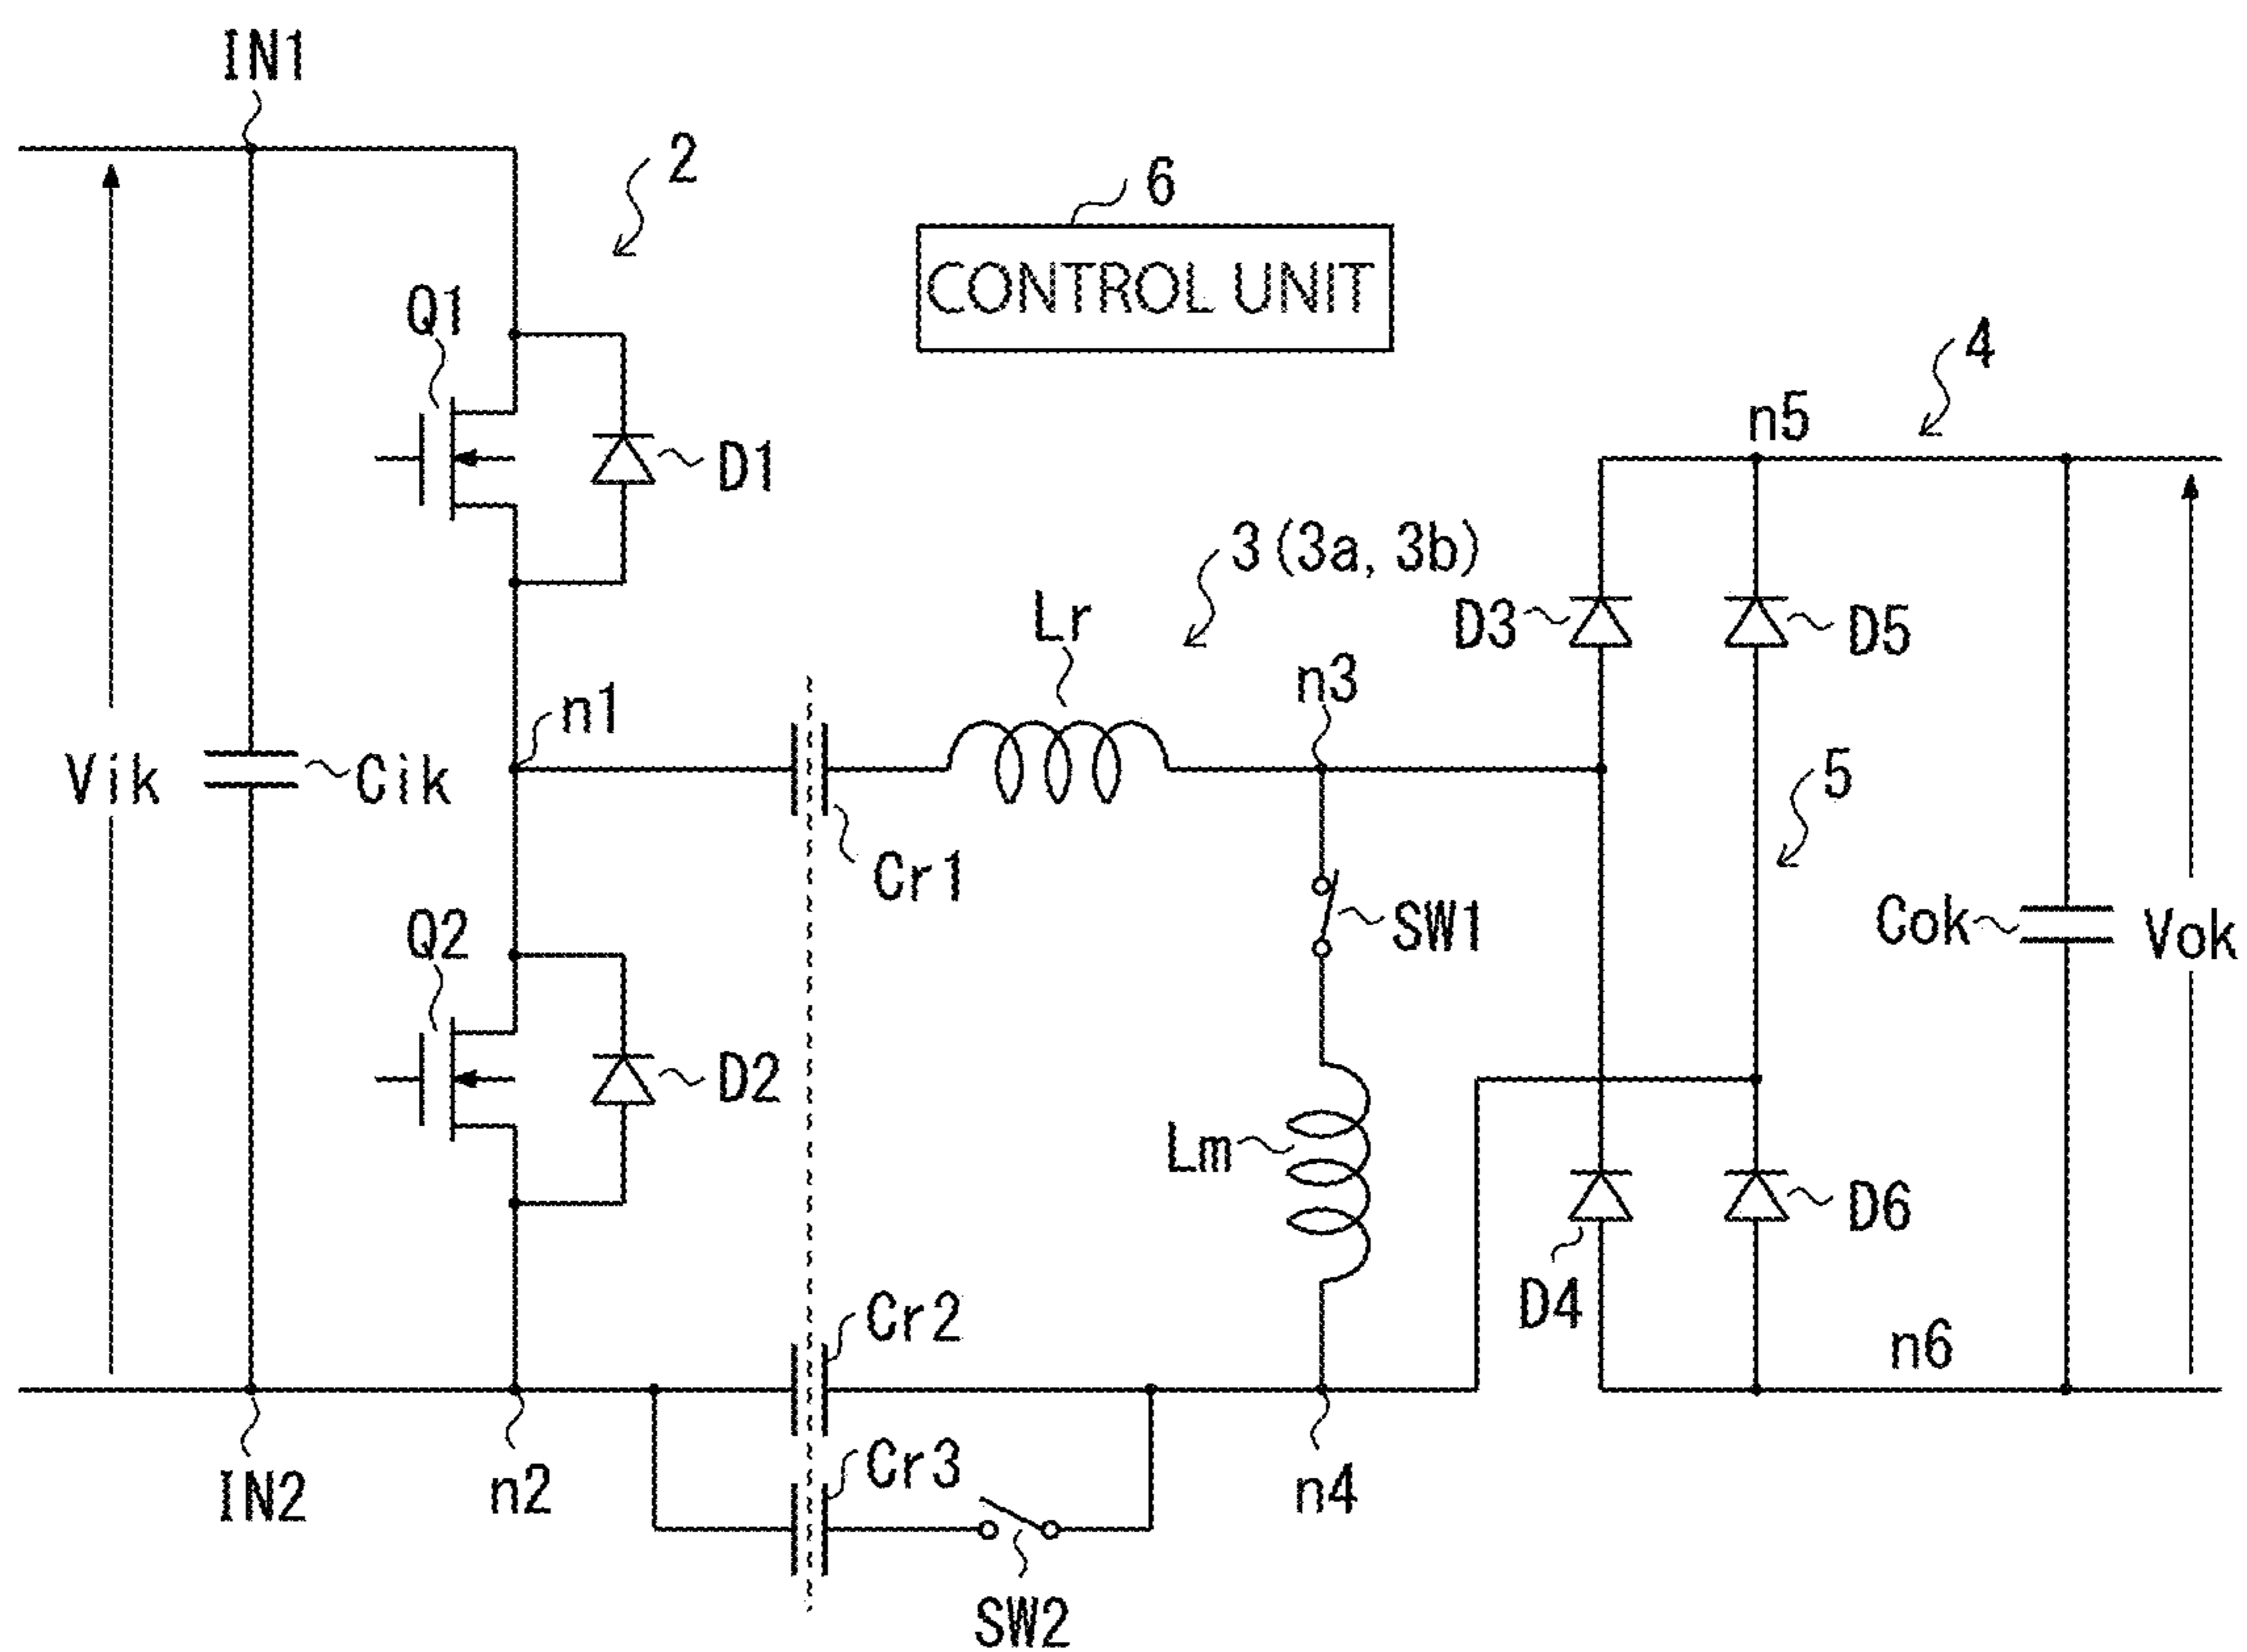 IN1
2
6
CONTROL UNIT
Q1
4
n5
D1
3(3a, 3b)
D3
D5
Lr
n3
n1
Vik
Cik
5
Cr1
Q2
SW1
Cok
Vok
D2
Lm
D6
Cr2
D4
n6
Cr3
IN2
n2
n4
SW2